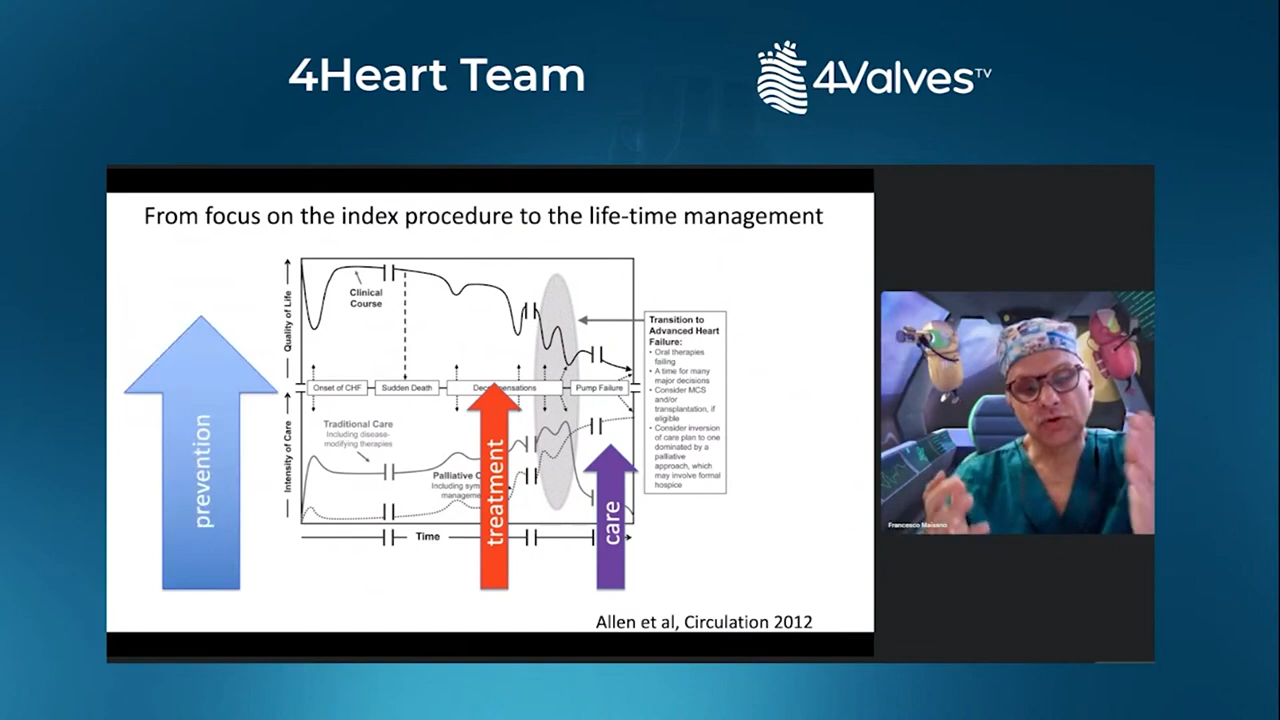 4Heart Team
4Valves TV
From focus on the index procedure to the life-time management
Quality of Life
Clinical
Course
Transition to
Advanced Heart
Failure:
• Oral therapies
failing
• A time for many
major decisions
• Consider MCS
and/or
transplantation, if
eligible
• Consider inversion
of care plan to one
dominated by a
palliative
approach, which
may involve formal
hospice
Onset of CHF
Sudden Death
Pump Failure
Intensity of Care
Traditional Care
Including disease-
modifying therapies
Palliative
Including
Time
prevention
treatment
care
Allen et al, Circulation 2012
Francesco Maisano